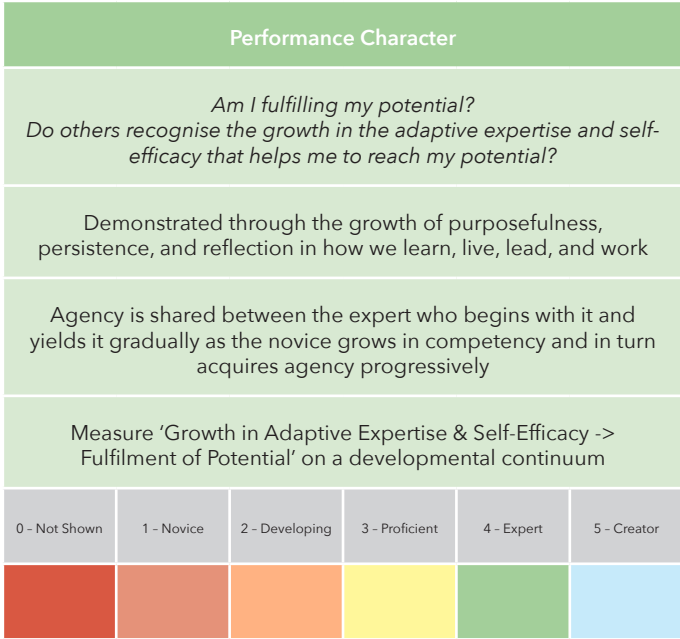 Performance Character
Am I fulfilling my potential?
Do others recognise the growth in the adaptive expertise and self-
efficacy that helps me to reach my potential?
Demonstrated through the growth of purposefulness,
persistence, and reflection in how we learn, live, lead, and work
Agency is shared between the expert who begins with it and
yields it gradually as the novice grows in competency and in turn
acquires agency progressively
Measure ‘Growth in Adaptive Expertise & Self-Efficacy ->
Fulfilment of Potential’ on a developmental continuum
0 – Not Shown
1 – Novice
2 – Developing
3 – Proficient
4 – Expert
5 – Creator